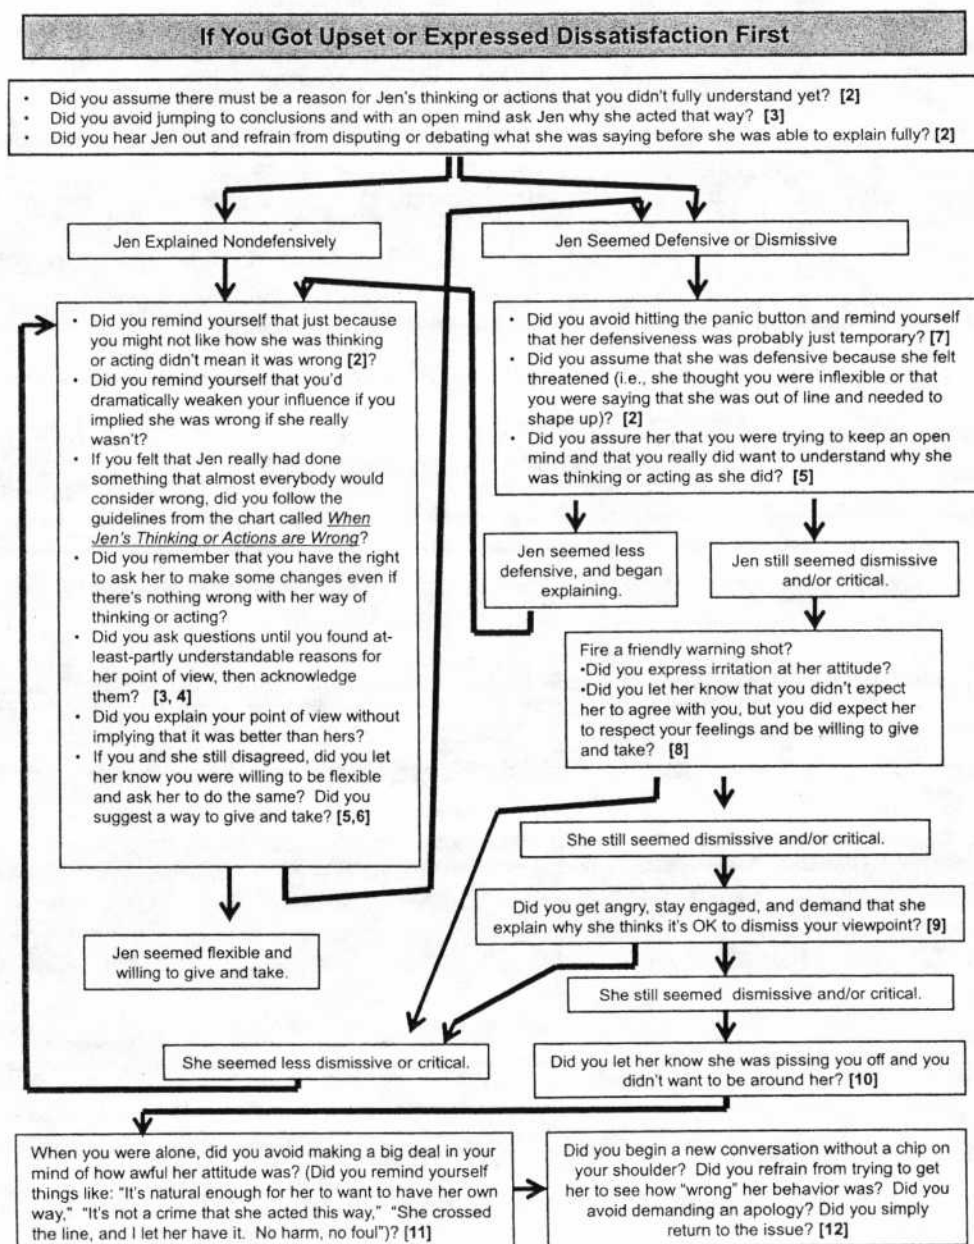 If You Got Upset or Expressed Dissatisfaction First
• Did you assume there must be a reason for Jen's thinking or actions that you didn't fully understand yet? [2]
• Did you avoid jumping to conclusions and with an open mind ask Jen why she acted that way? [3]
• Did you hear Jen out and refrain from disputing or debating what she was saying before she was able to explain fully? [2]
Jen Explained Nondefensively
Jen Seemed Defensive or Dismissive
• Did you remind yourself that just because
you might not like how she was thinking
or acting didn't mean it was wrong [2]?
• Did you remind yourself that you'd
dramatically weaken your influence if you
implied she was wrong if she really
wasn't?
• If you felt that Jen really had done
something that almost everybody would
consider wrong, did you follow the
guidelines from the chart called When
Jen's Thinking or Actions are Wrong?
• Did you remember that you have the right
to ask her to make some changes even if
there's nothing wrong with her way of
thinking or acting?
• Did you ask questions until you found at-
least-partly understandable reasons for
her point of view, then acknowledge
them? [3, 4]
• Did you explain your point of view without
implying that it was better than hers?
• If you and she still disagreed, did you let
her know you were willing to be flexible
and ask her to do the same? Did you
suggest a way to give and take? [5,6]
• Did you avoid hitting the panic button and remind yourself
that her defensiveness was probably just temporary? [7]
• Did you assume that she was defensive because she felt
threatened (i.e., she thought you were inflexible or that
you were saying that she was out of line and needed to
shape up)? [2]
• Did you assure her that you were trying to keep an open
mind and that you really did want to understand why she
was thinking or acting as she did? [5]
Jen seemed less
defensive, and began
explaining.
Jen still seemed dismissive
and/or critical.
Fire a friendly warning shot?
•Did you express irritation at her attitude?
•Did you let her know that you didn't expect
her to agree with you, but you did expect her
to respect your feelings and be willing to give
and take? [8]
She still seemed dismissive and/or critical.
Did you get angry, stay engaged, and demand that she
explain why she thinks it's OK to dismiss your viewpoint? [9]
Jen seemed flexible and
willing to give and take.
She still seemed dismissive and/or critical.
She seemed less dismissive or critical.
Did you let her know she was pissing you off and you
didn't want to be around her? [10]
When you were alone, did you avoid making a big deal in your
mind of how awful her attitude was? (Did you remind yourself
things like: "It's natural enough for her to want to have her own
way," "It's not a crime that she acted this way," "She crossed
the line, and I let her have it. No harm, no foul")? [11]
Did you begin a new conversation without a chip on
your shoulder? Did you refrain from trying to get
her to see how "wrong" her behavior was? Did you
avoid demanding an apology? Did you simply
return to the issue? [12]